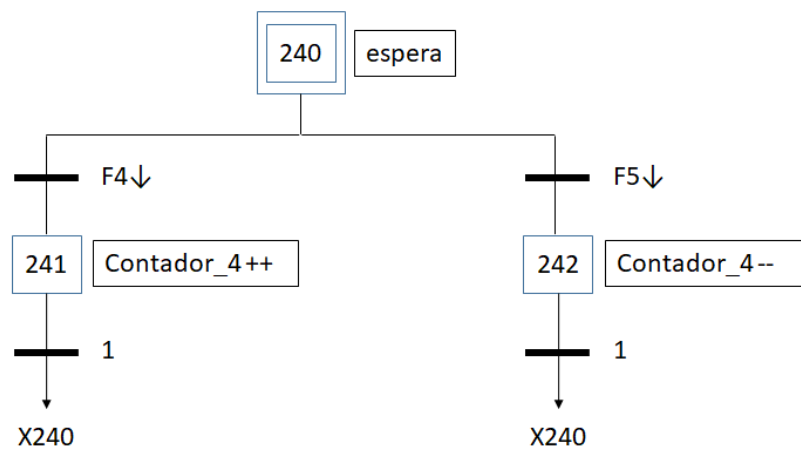 240
espera
F4↓
F5↓
241
Contador_4++
242
Contador_4--
1
1
X240
X240